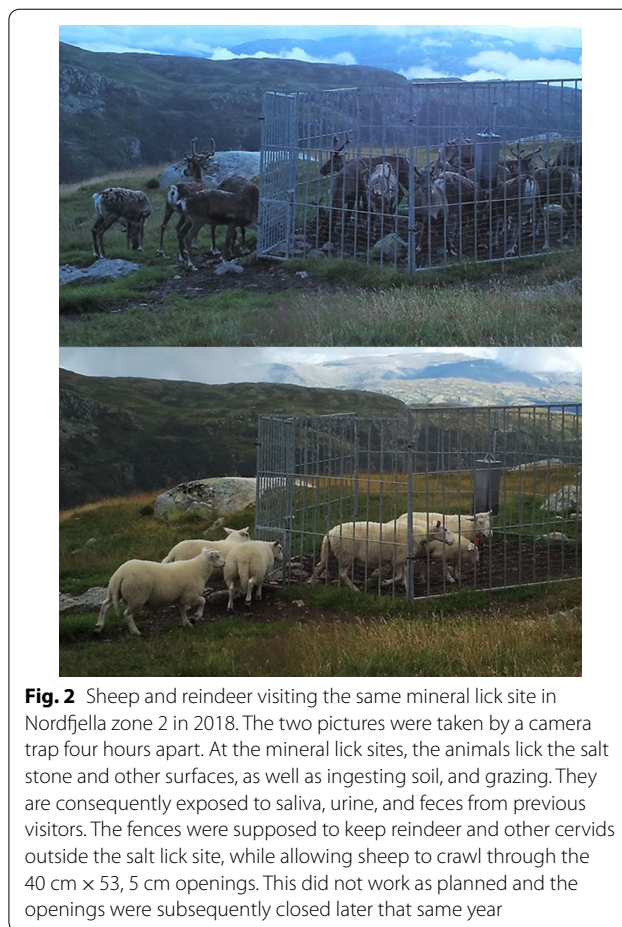 Fig. 2 Sheep and reindeer visiting the same mineral lick site in
Nordfjella zone 2 in 2018. The two pictures were taken by a camera
trap four hours apart. At the mineral lick sites, the animals lick the salt
stone and other surfaces, as well as ingesting soil, and grazing. They
are consequently exposed to saliva, urine, and feces from previous
visitors. The fences were supposed to keep reindeer and other cervids
outside the salt lick site, while allowing sheep to crawl through the
40 cm × 53, 5 cm openings. This did not work as planned and the
openings were subsequently closed later that same year